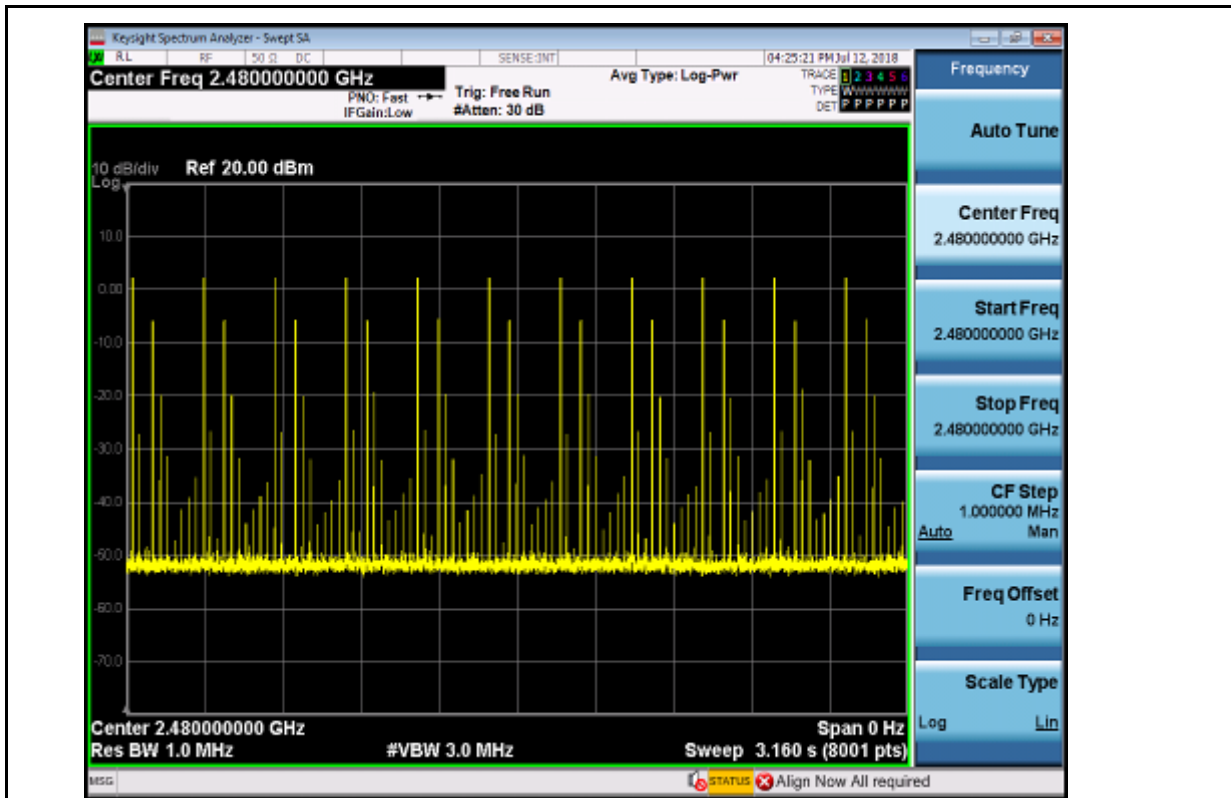 Keysight Spectrum Analyzer - Swept SA
RL RF 50 Ω DC SENSE:INT 04:25:21 PM Jul 12, 2018
Center Freq 2.480000000 GHz
PNO: Fast
IFGain:Low
Trig: Free Run
#Atten: 30 dB
Avg Type: Log-Pwr
TRACE 1 2 3 4 5 6
TYPE WWWWWW
DET P P P P P P
10 dB/div Ref 20.00 dBm
Log
10.0
0.00
-10.0
-20.0
-30.0
-40.0
-50.0
-60.0
-70.0
Center 2.480000000 GHz Span 0 Hz
Res BW 1.0 MHz #VBW 3.0 MHz Sweep 3.160 s (8001 pts)
MSG STATUS Align Now All required
Frequency
Auto Tune
Center Freq
2.480000000 GHz
Start Freq
2.480000000 GHz
Stop Freq
2.480000000 GHz
CF Step
1.000000 MHz
Auto Man
Freq Offset
0 Hz
Scale Type
Log Lin